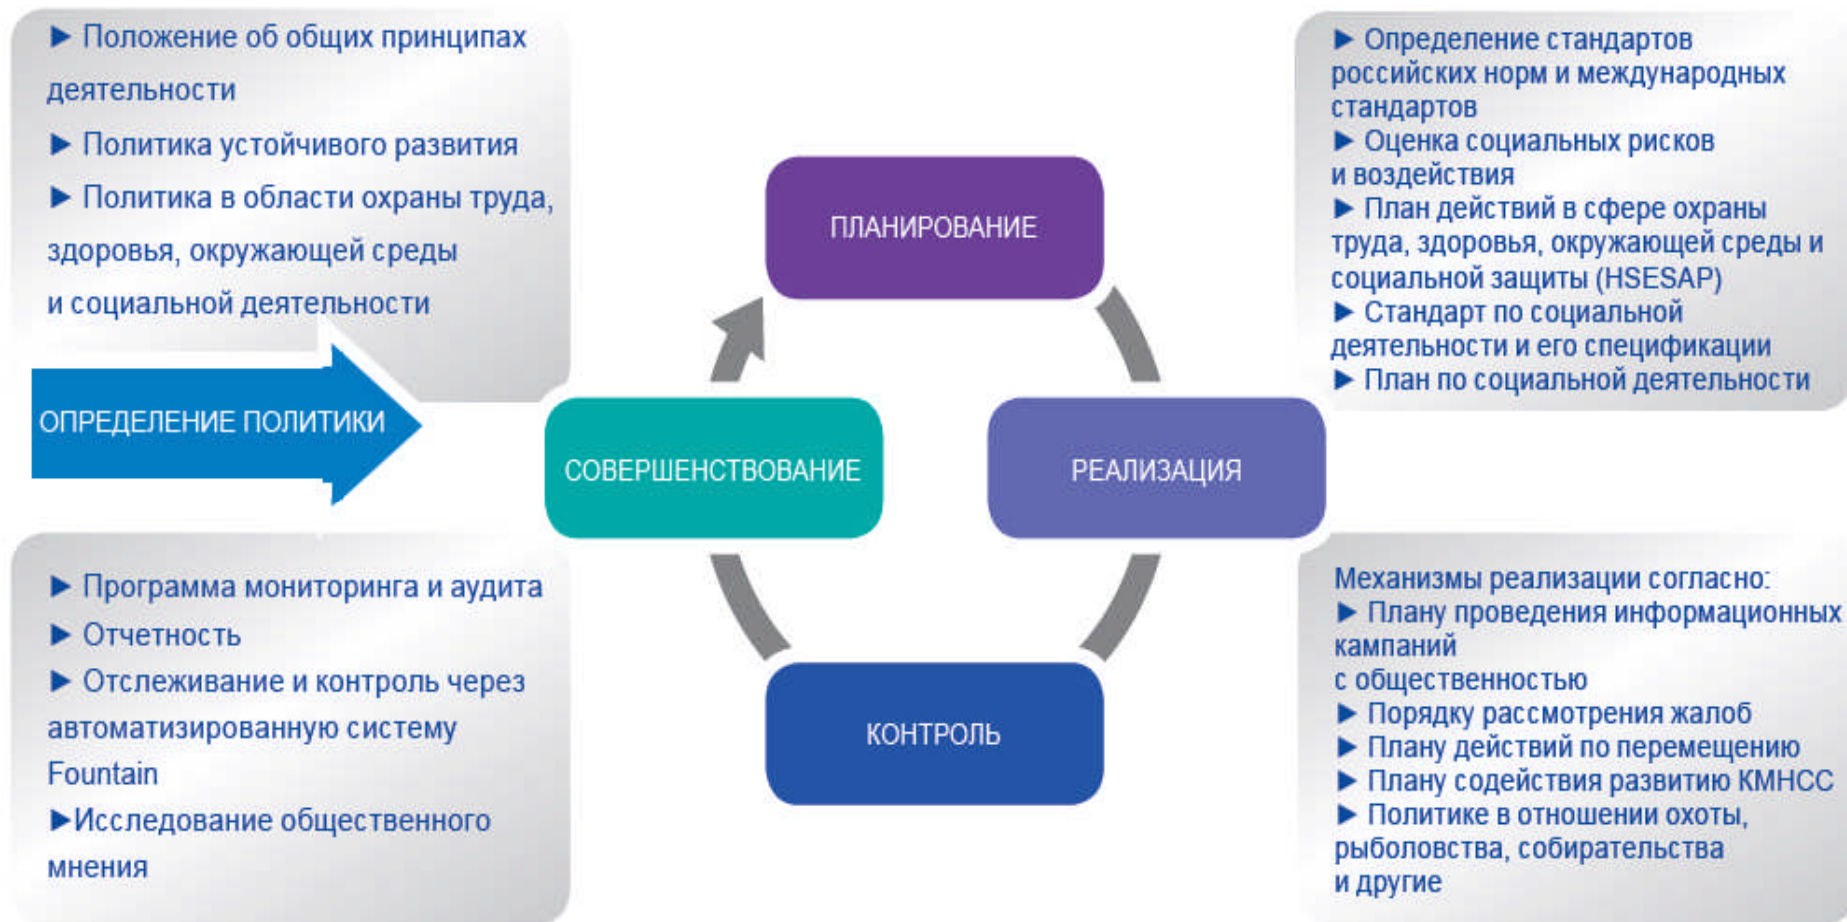 ► Положение об общих принципах
деятельности
► Политика устойчивого развития
► Политика в области охраны труда,
здоровья, окружающей среды
и социальной деятельности
ОПРЕДЕЛЕНИЕ ПОЛИТИКИ
ПЛАНИРОВАНИЕ
► Определение стандартов
российских норм и международных
стандартов
► Оценка социальных рисков
и воздействия
► План действий в сфере охраны
труда, здоровья, окружающей среды и
социальной защиты (HSESAP)
► Стандарт по социальной
деятельности и его спецификации
► План по социальной деятельности
СОВЕРШЕНСТВОВАНИЕ
РЕАЛИЗАЦИЯ
► Программа мониторинга и аудита
► Отчетность
► Отслеживание и контроль через
автоматизированную систему
Fountain
►Исследование общественного
мнения
КОНТРОЛЬ
Механизмы реализации согласно:
► Плану проведения информационных
кампаний
с общественностью
► Порядку рассмотрения жалоб
► Плану действий по перемещению
► Плану содействия развитию КМНСС
► Политике в отношении охоты,
рыболовства, собирательства
и другие